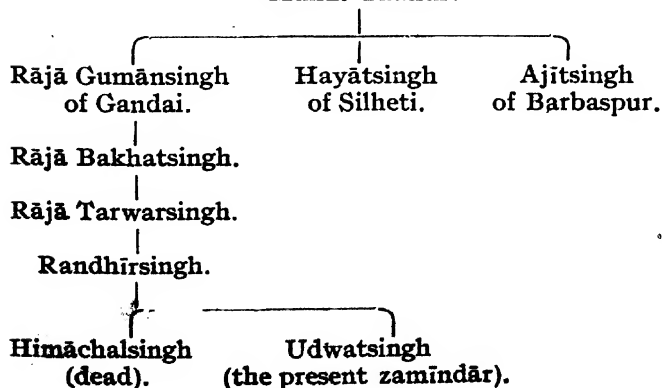 Rājā Gumānsingh Hayātsingh Ajītsingh
of Gandai. of Silheti. of Barbaspur.
Rājā Bakhatsingh.
Rājā Tarwarsingh.
Randhīrsingh.
Himāchalsingh Udwatsingh
(dead). (the present zamīndār).